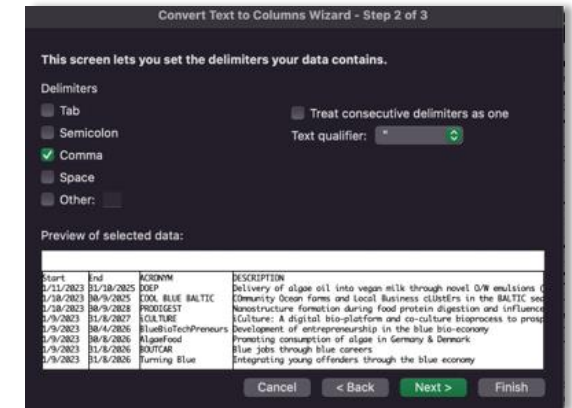 Convert Text to Columns Wizard - Step 2 of 3
This screen lets you set the delimiters your data contains.
Delimiters
Tab
Treat consecutive delimiters as one
Semicolon
Text qualifier: "
Comma
Space
Other:
Preview of selected data:
Start End ACRONYM DESCRIPTION
1/11/2023 31/10/2025 DOEP Delivery of algae oil into vegan milk through novel O/W emulsions (
1/10/2023 30/9/2025 COOL BLUE BALTIC COmmunity Ocean farms and Local Business clUstErs in the BALTIC sea
1/10/2023 30/9/2028 PRODIGEST Nanostructure formation during food protein digestion and influence
1/9/2023 31/8/2027 iCULTURE iCulture: A digital bio-platform and co-culture bioprocess to prosp
1/9/2023 30/4/2026 BlueBioTechPreneurs Development of entrepreneurship in the blue bio-economy
1/9/2023 30/8/2026 AlgaeFood Promoting consumption of algae in Germany & Denmark
1/9/2023 31/8/2026 BOUTCAR Blue jobs through blue careers
1/9/2023 31/8/2026 Turning Blue Integrating young offenders through the blue economy
Cancel < Back Next > Finish